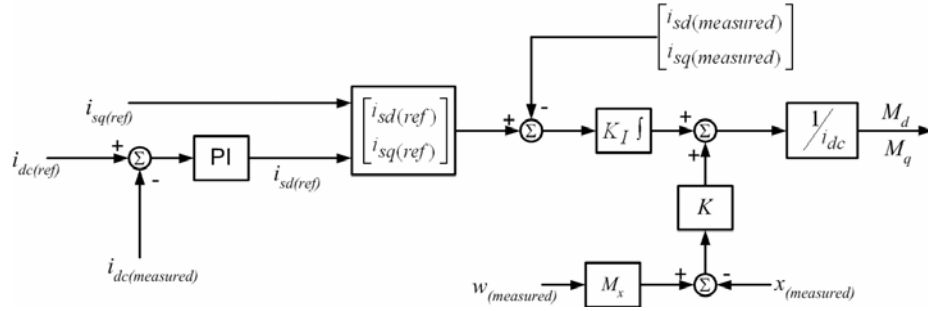 i_sd(measured)
i_sq(measured)
-
i_sq(ref)
i_sd(ref)
i_sq(ref)
+
Σ
K_I ∫
+
Σ
1/i_dc
M_d
M_q
i_dc(ref)
+
Σ
-
PI
i_sd(ref)
+
K
i_dc(measured)
w_(measured)
M_x
+
Σ
-
x_(measured)